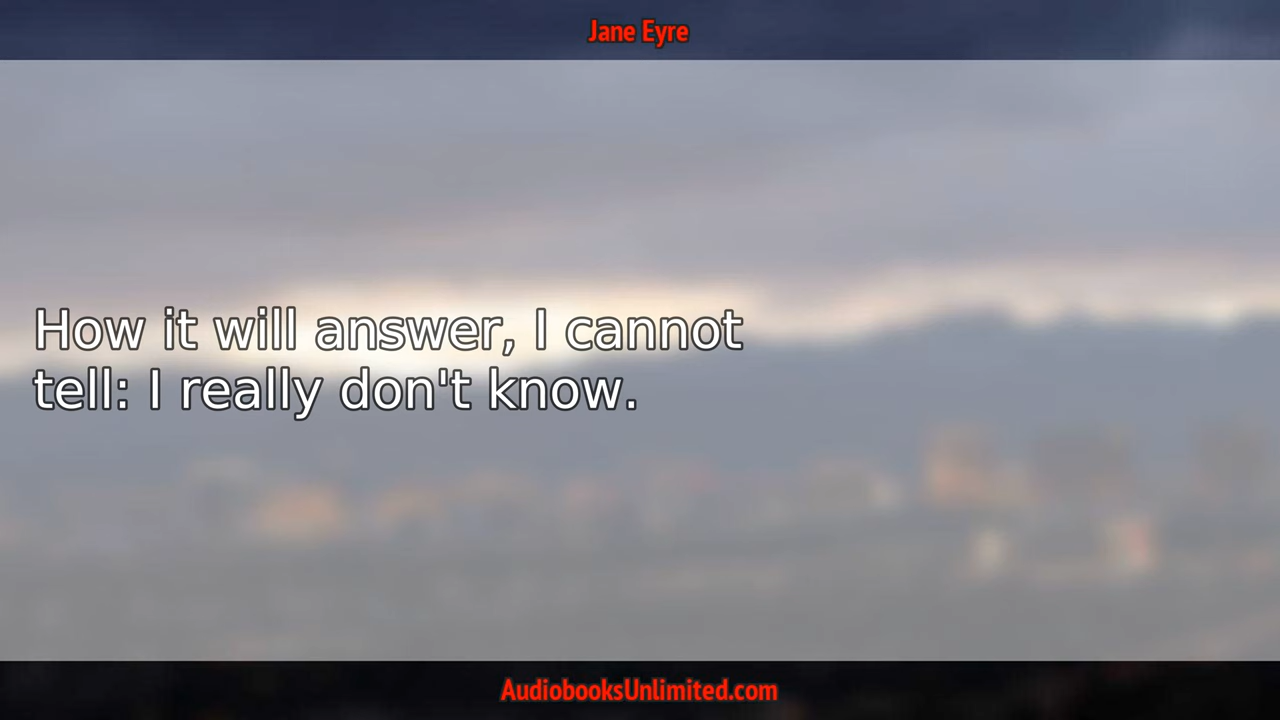 Jane Eyre
How it will answer, I cannot
tell: I really don't know.
AudiobooksUnlimited.com